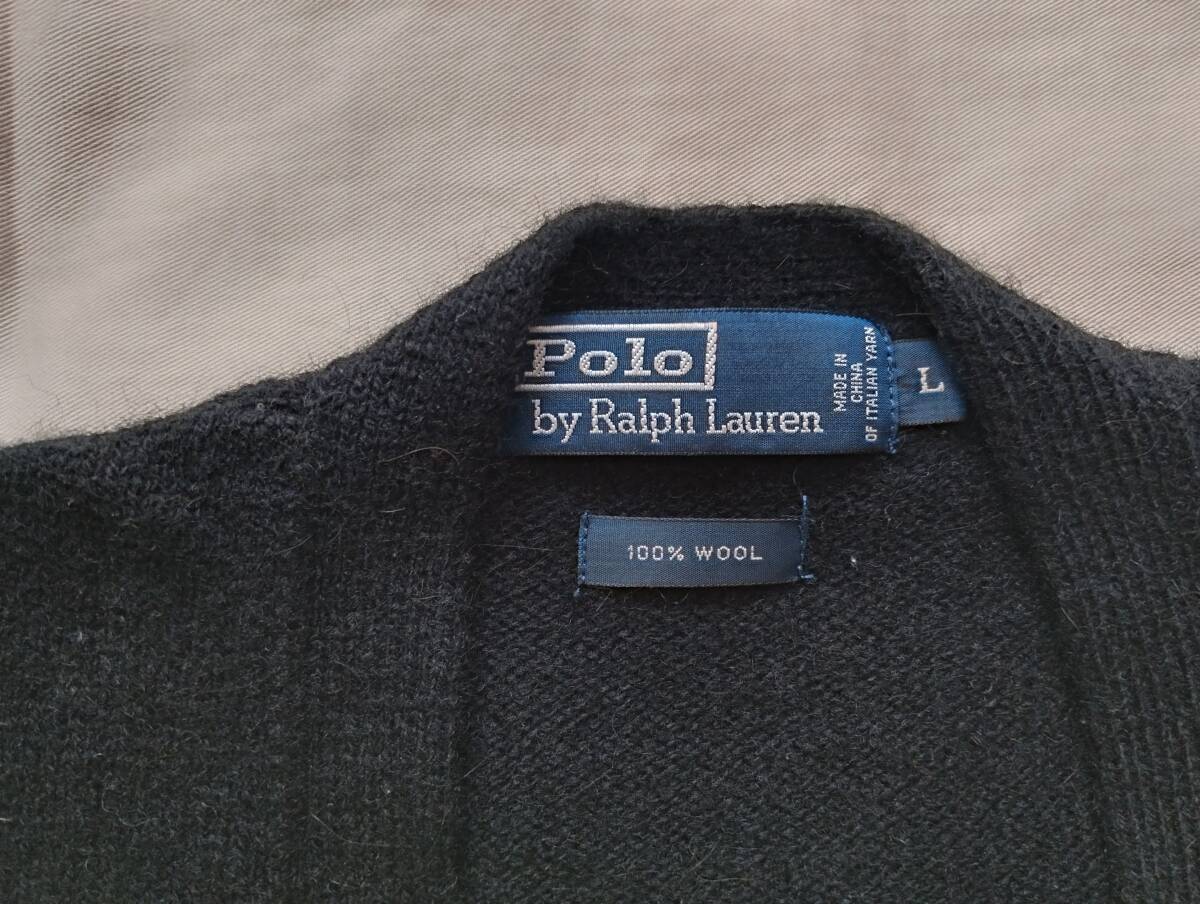 Polo
by Ralph Lauren
MADE IN
CHINA
OF ITALIAN YARN
L
100% WOOL